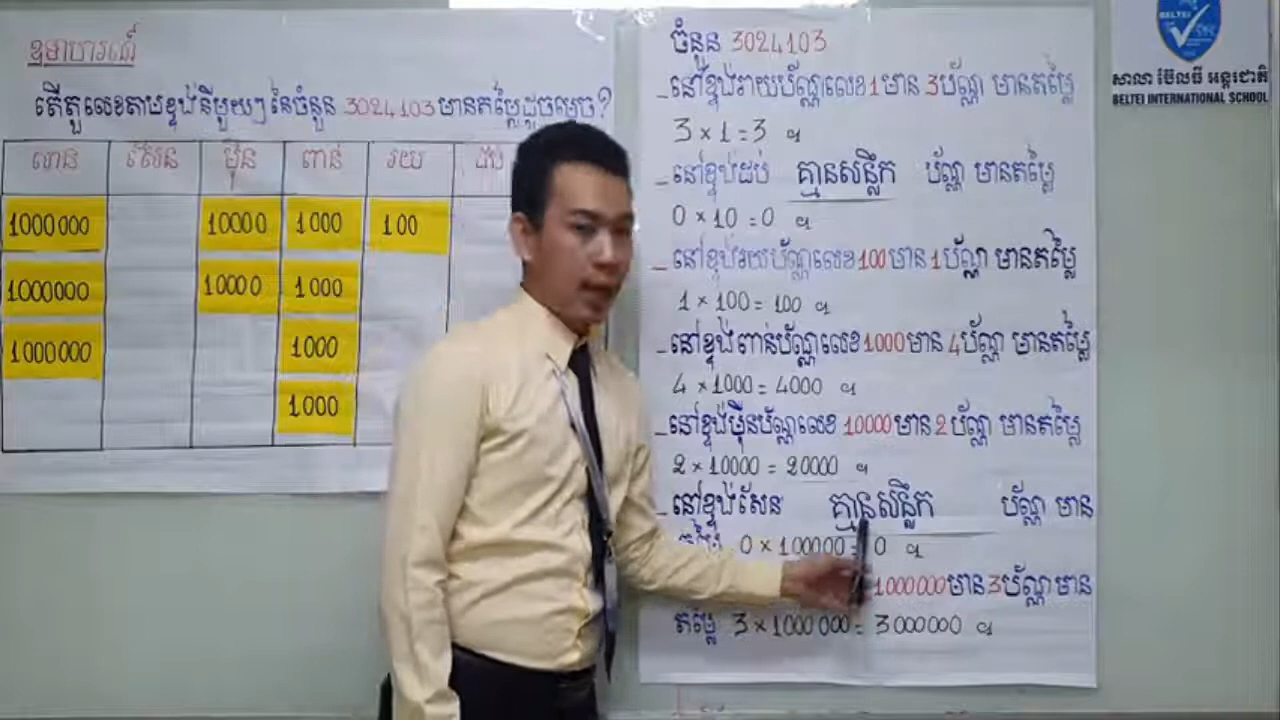 ឧទាហរណ៍
តើតួលេខតាមខ្ទង់នីមួយៗនៃចំនួន 3024103 មានតម្លៃដូចម្តេច?
លាន សែន ម៉ឺន ពាន់ រយ ដប់
1000000 10000 1000 100
1000000 10000 1000
1000000 1000
1000
ចំនួន 3024103
_នៅខ្ទង់រាយប័ណ្ណលេខ 1 មាន 3 ប័ណ្ណ មានតម្លៃ
3 × 1 = 3 ។
_នៅខ្ទង់ដប់ គ្មានសន្លឹក ប័ណ្ណ មានតម្លៃ
0 × 10 = 0 ។
_នៅខ្ទង់រយប័ណ្ណលេខ 100 មាន 1 ប័ណ្ណ មានតម្លៃ
1 × 100 = 100 ។
_នៅខ្ទង់ពាន់ប័ណ្ណលេខ 1000 មាន 4 ប័ណ្ណ មានតម្លៃ
4 × 1000 = 4000 ។
_នៅខ្ទង់ម៉ឺនប័ណ្ណលេខ 10000 មាន 2 ប័ណ្ណ មានតម្លៃ
2 × 10000 = 20000 ។
_នៅខ្ទង់សែន គ្មានសន្លឹក ប័ណ្ណ មាន
តម្លៃ 0 × 100000 = 0 ។
1000000 មាន 3 ប័ណ្ណ មាន
តម្លៃ 3 × 1000000 = 3000000 ។
BELTEI
សាលា ប៊ែលធី អន្តរជាតិ
BELTEI INTERNATIONAL SCHOOL